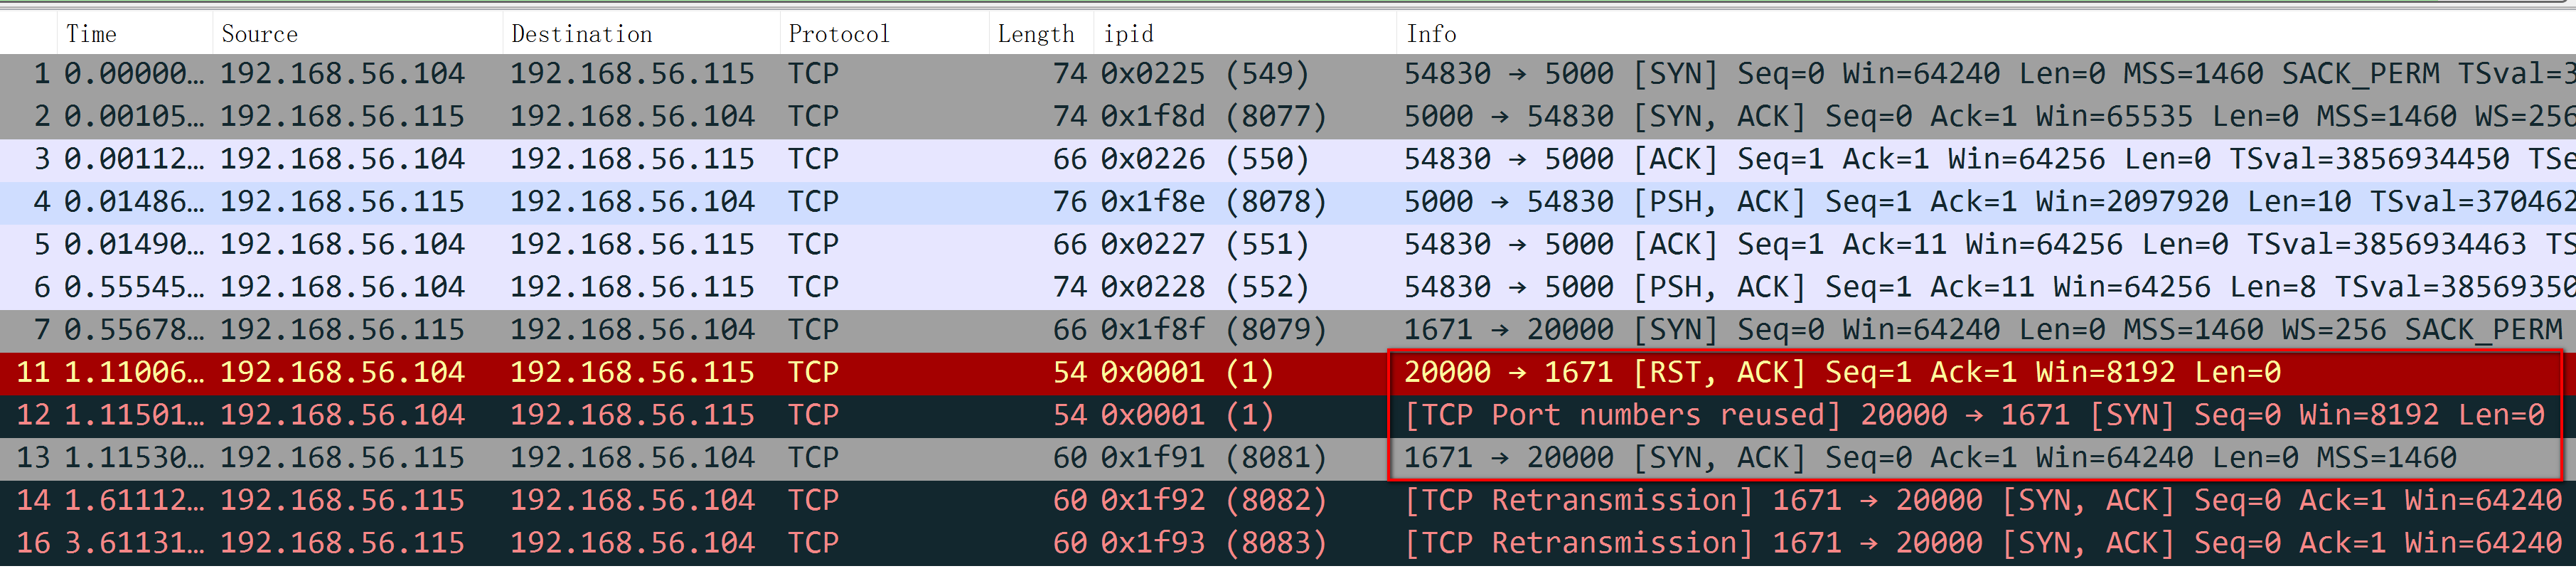 Time Source Destination Protocol Length ipid Info
1 0.00000… 192.168.56.104 192.168.56.115 TCP 74 0x0225 (549) 54830 → 5000 [SYN] Seq=0 Win=64240 Len=0 MSS=1460 SACK_PERM TSval=3
2 0.00105… 192.168.56.115 192.168.56.104 TCP 74 0x1f8d (8077) 5000 → 54830 [SYN, ACK] Seq=0 Ack=1 Win=65535 Len=0 MSS=1460 WS=256
3 0.00112… 192.168.56.104 192.168.56.115 TCP 66 0x0226 (550) 54830 → 5000 [ACK] Seq=1 Ack=1 Win=64256 Len=0 TSval=3856934450 TSe
4 0.01486… 192.168.56.115 192.168.56.104 TCP 76 0x1f8e (8078) 5000 → 54830 [PSH, ACK] Seq=1 Ack=1 Win=2097920 Len=10 TSval=370462
5 0.01490… 192.168.56.104 192.168.56.115 TCP 66 0x0227 (551) 54830 → 5000 [ACK] Seq=1 Ack=11 Win=64256 Len=0 TSval=3856934463 TS
6 0.55545… 192.168.56.104 192.168.56.115 TCP 74 0x0228 (552) 54830 → 5000 [PSH, ACK] Seq=1 Ack=11 Win=64256 Len=8 TSval=38569350
7 0.55678… 192.168.56.115 192.168.56.104 TCP 66 0x1f8f (8079) 1671 → 20000 [SYN] Seq=0 Win=64240 Len=0 MSS=1460 WS=256 SACK_PERM
11 1.11006… 192.168.56.104 192.168.56.115 TCP 54 0x0001 (1) 20000 → 1671 [RST, ACK] Seq=1 Ack=1 Win=8192 Len=0
12 1.11501… 192.168.56.104 192.168.56.115 TCP 54 0x0001 (1) [TCP Port numbers reused] 20000 → 1671 [SYN] Seq=0 Win=8192 Len=0
13 1.11530… 192.168.56.115 192.168.56.104 TCP 60 0x1f91 (8081) 1671 → 20000 [SYN, ACK] Seq=0 Ack=1 Win=64240 Len=0 MSS=1460
14 1.61112… 192.168.56.115 192.168.56.104 TCP 60 0x1f92 (8082) [TCP Retransmission] 1671 → 20000 [SYN, ACK] Seq=0 Ack=1 Win=64240
16 3.61131… 192.168.56.115 192.168.56.104 TCP 60 0x1f93 (8083) [TCP Retransmission] 1671 → 20000 [SYN, ACK] Seq=0 Ack=1 Win=64240